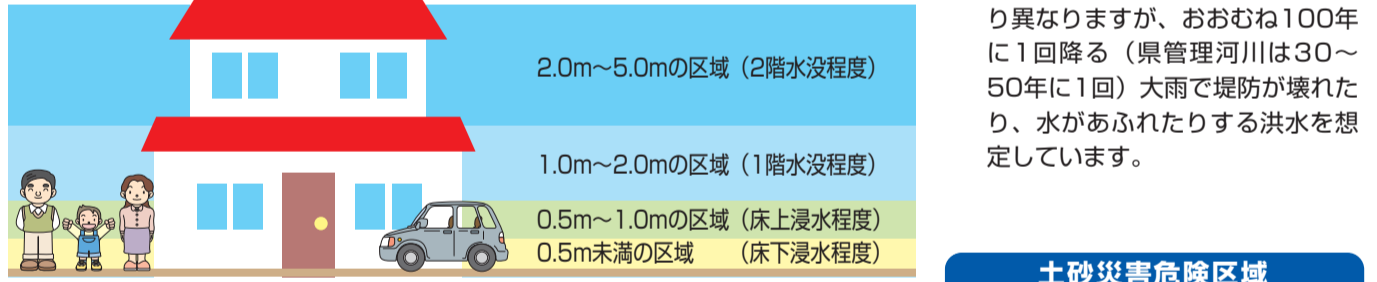 2.0m～5.0mの区域（2階水没程度）
1.0m～2.0mの区域（1階水没程度）
0.5m～1.0mの区域（床上浸水程度）
0.5m未満の区域　　（床下浸水程度）
り異なりますが、おおむね100年
に1回降る（県管理河川は30～
50年に1回）大雨で堤防が壊れた
り、水があふれたりする洪水を想
定しています。
土砂災害危険区域